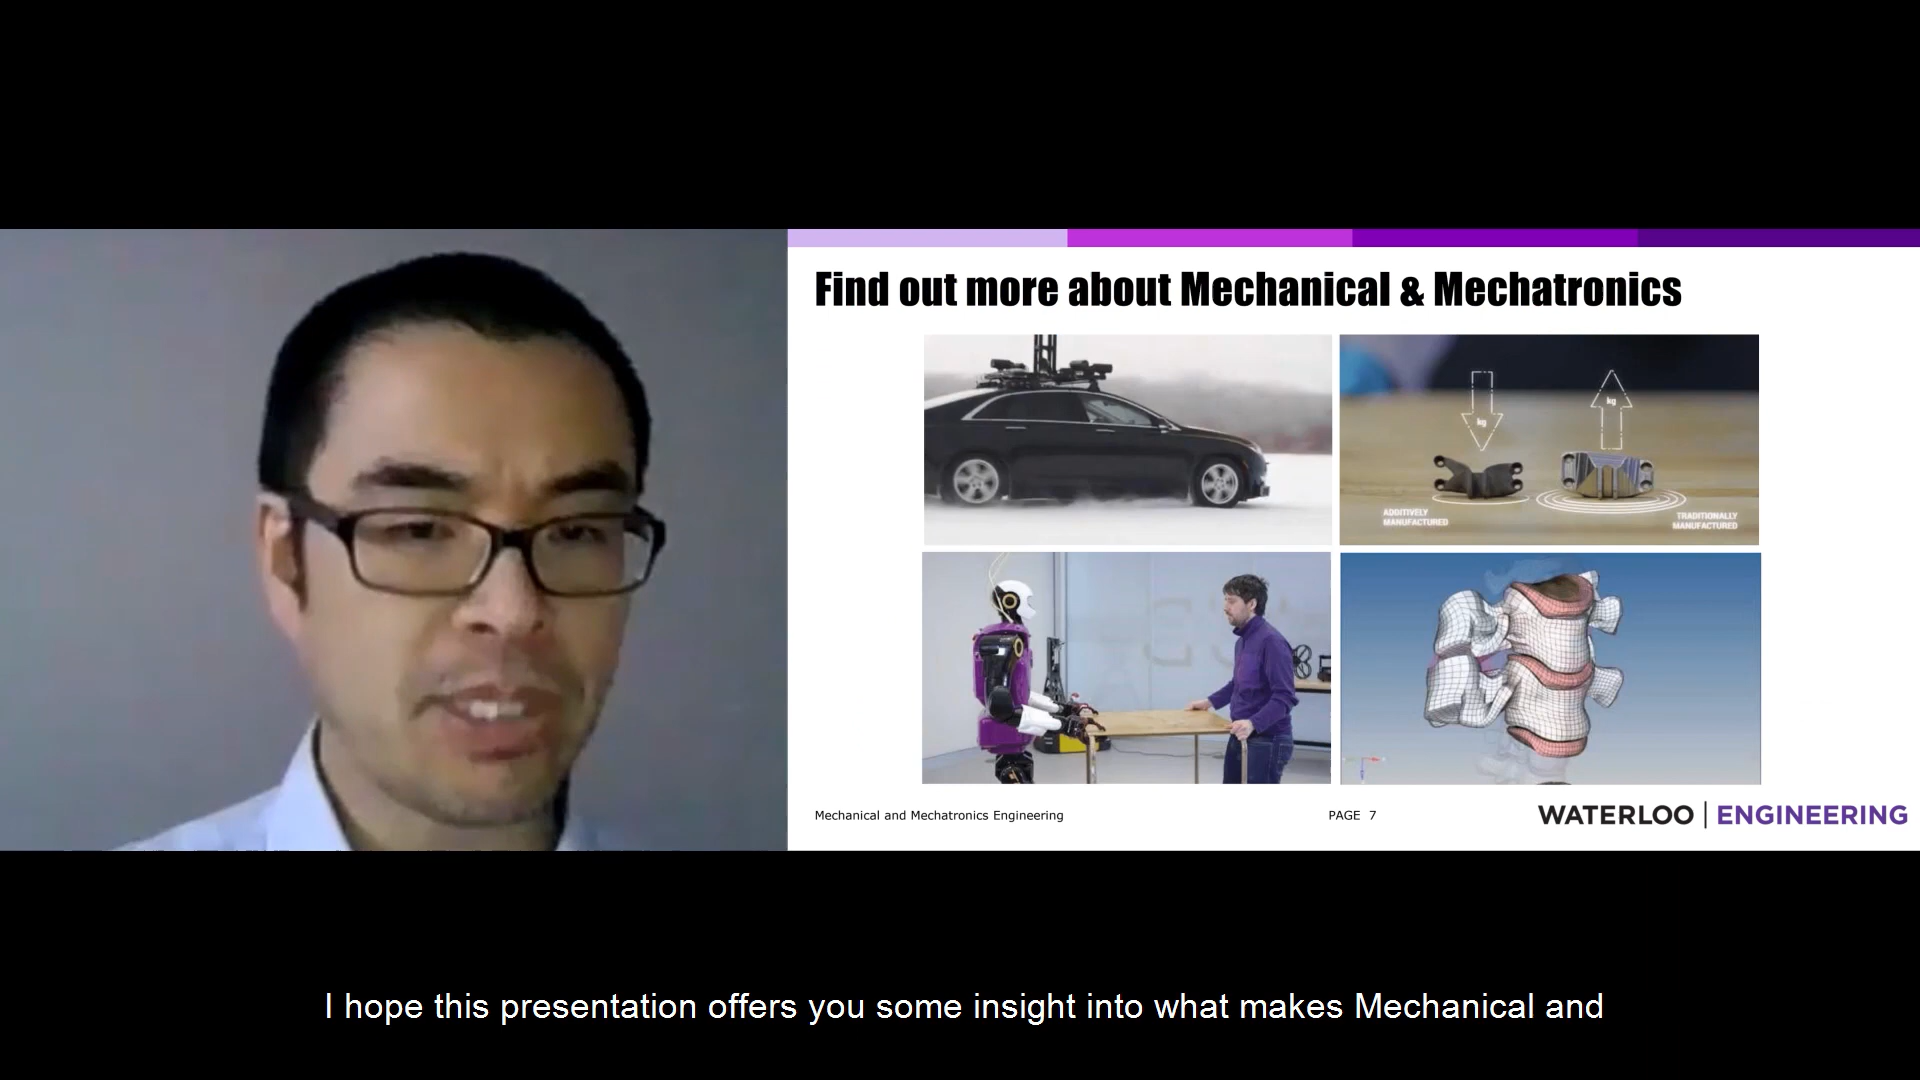 Find out more about Mechanical & Mechatronics
kg
kg
ADDITIVELY
MANUFACTURED
TRADITIONALLY
MANUFACTURED
Mechanical and Mechatronics Engineering
PAGE 7
WATERLOO | ENGINEERING
I hope this presentation offers you some insight into what makes Mechanical and